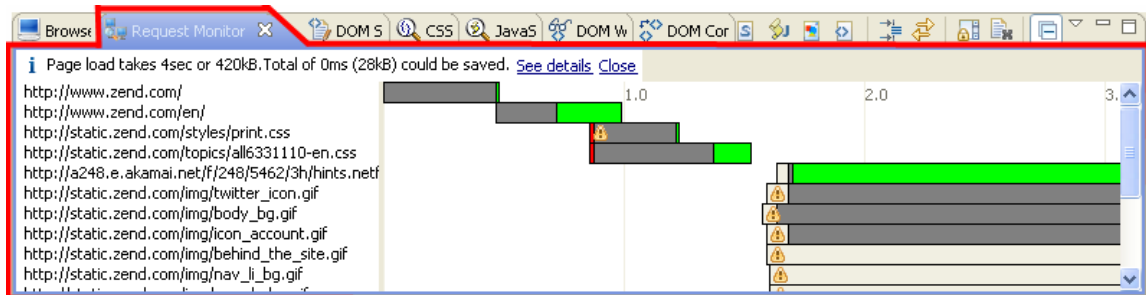 Browse Request Monitor DOM S CSS JavaS DOM W DOM Cor
Page load takes 4sec or 420kB.Total of 0ms (28kB) could be saved. See details Close
http://www.zend.com/ 1.0 2.0 3.
http://www.zend.com/en/
http://static.zend.com/styles/print.css
http://static.zend.com/topics/all6331110-en.css
http://a248.e.akamai.net/f/248/5462/3h/hints.netf
http://static.zend.com/img/twitter_icon.gif
http://static.zend.com/img/body_bg.gif
http://static.zend.com/img/icon_account.gif
http://static.zend.com/img/behind_the_site.gif
http://static.zend.com/img/nav_li_bg.gif